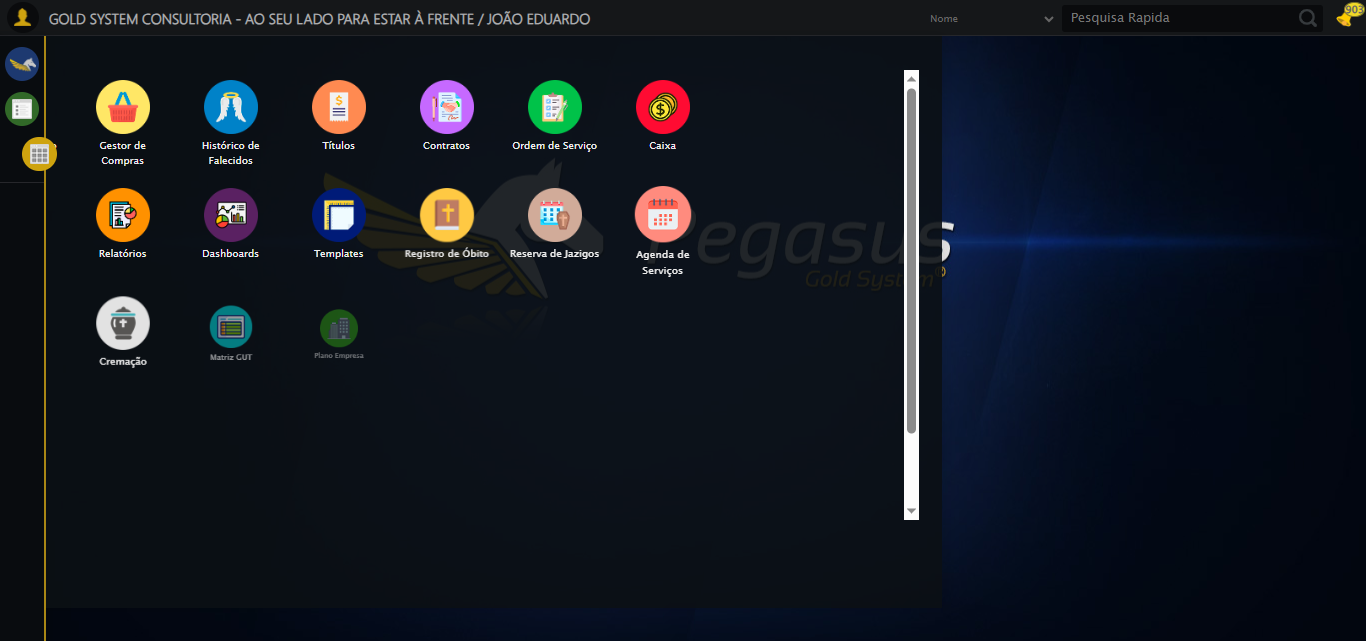 GOLD SYSTEM CONSULTORIA - AO SEU LADO PARA ESTAR À FRENTE / JOÃO EDUARDO
Nome
Pesquisa Rapida
903
Gestor de
Compras
Histórico de
Falecidos
Títulos
Contratos
Ordem de Serviço
Caixa
Relatórios
Dashboards
Templates
Registro de Óbito
Reserva de Jazigos
Agenda de
Serviços
Pegasus
Gold System
Cremação
Matriz GUT
Plano Empresa